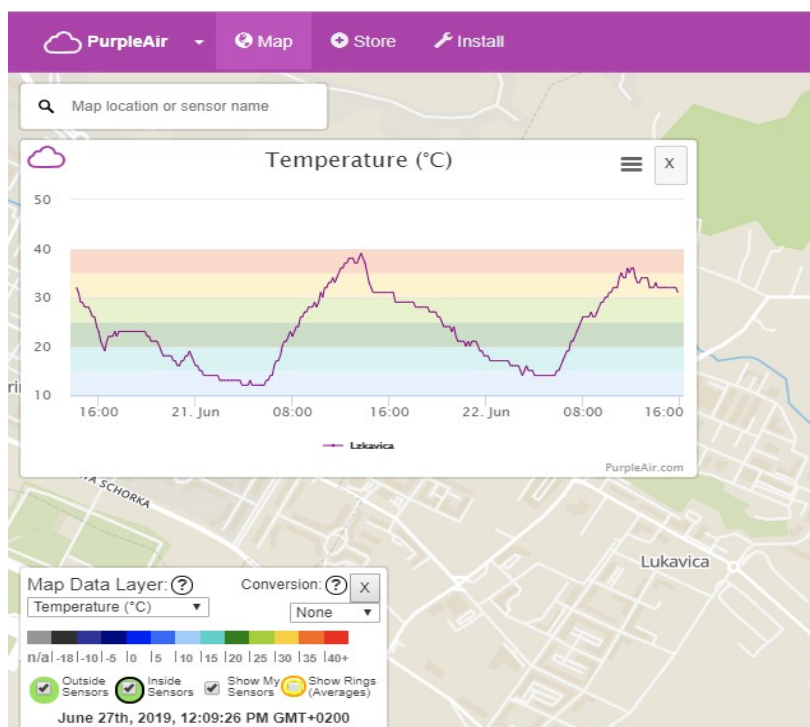 PurpleAir Map Store Install
Map location or sensor name
Temperature (°C)
X
50
40
30
20
10
16:00 21. Jun 08:00 16:00 22. Jun 08:00 16:00
Lzkavica
PurpleAir.com
SCHORKA
Lukavica
Map Data Layer: ? Conversion: ? X
Temperature (°C) None
n/a|-18|-10|-5 |0 |5 |10 |15 |20 |25 |30 |35 |40+
Outside Sensors
Inside Sensors
Show My Sensors
Show Rings (Averages)
June 27th, 2019, 12:09:26 PM GMT+0200